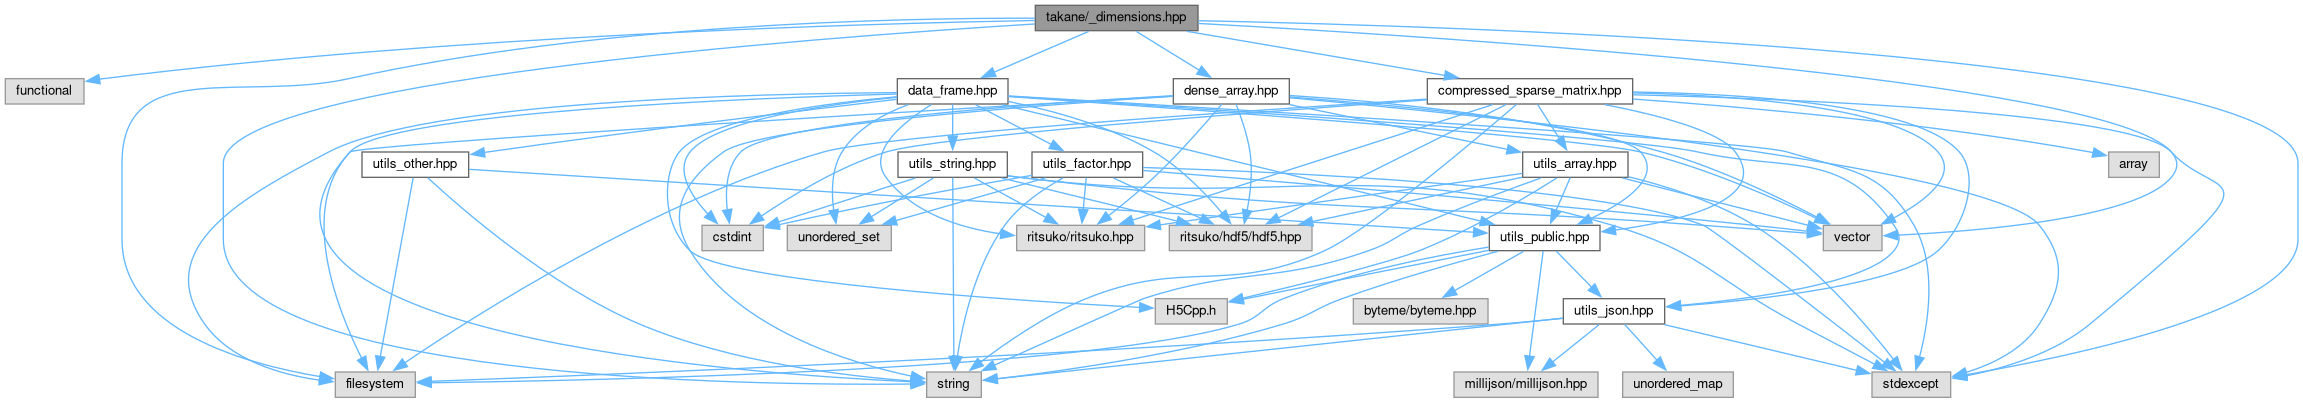 takane/_dimensions.hpp
functional
data_frame.hpp
dense_array.hpp
compressed_sparse_matrix.hpp
utils_other.hpp
utils_string.hpp
utils_factor.hpp
utils_array.hpp
array
cstdint
unordered_set
ritsuko/ritsuko.hpp
ritsuko/hdf5/hdf5.hpp
utils_public.hpp
vector
H5Cpp.h
byteme/byteme.hpp
utils_json.hpp
filesystem
string
millijson/millijson.hpp
unordered_map
stdexcept